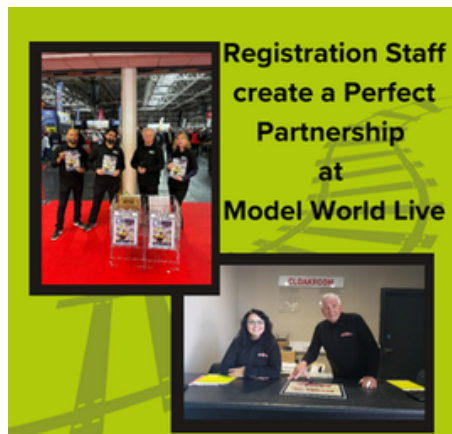 Registration Staff
create a Perfect
Partnership
at
Model World Live
CLOAKROOM